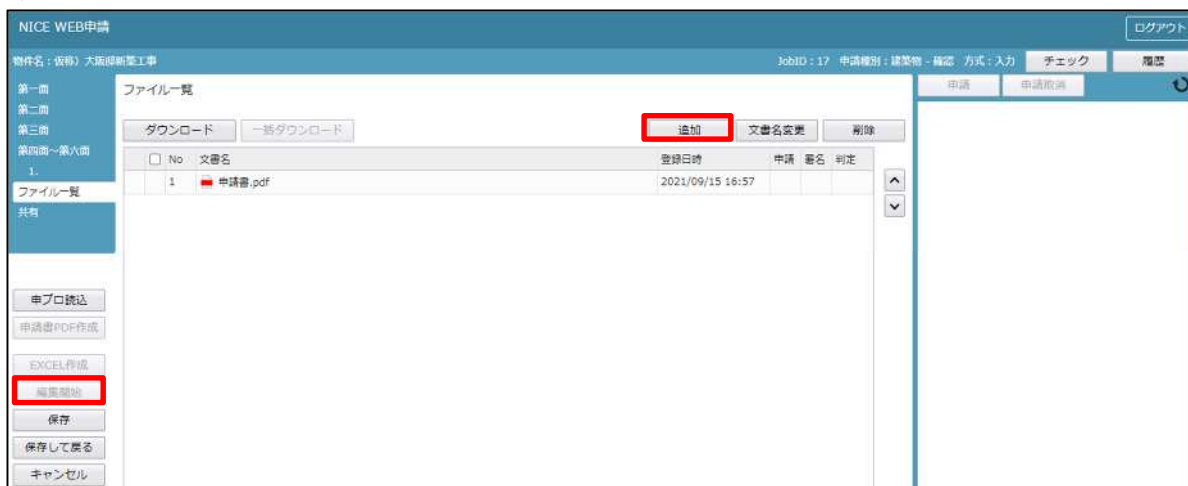 NICE WEB申請
ログアウト
物件名：仮称）大阪邸新築工事
JobID：17 申請種別：建築物 - 確認 方式：入力
チェック
履歴
第一面
第二面
第三面
第四面～第六面
1.
ファイル一覧
共有
ファイル一覧
申請
申請取消
ダウンロード
一括ダウンロード
追加
文書名変更
削除
No 文書名 登録日時 申請 署名 判定
1 申請書.pdf 2021/09/15 16:57
申プロ読込
申請書PDF作成
EXCEL作成
編集開始
保存
保存して戻る
キャンセル